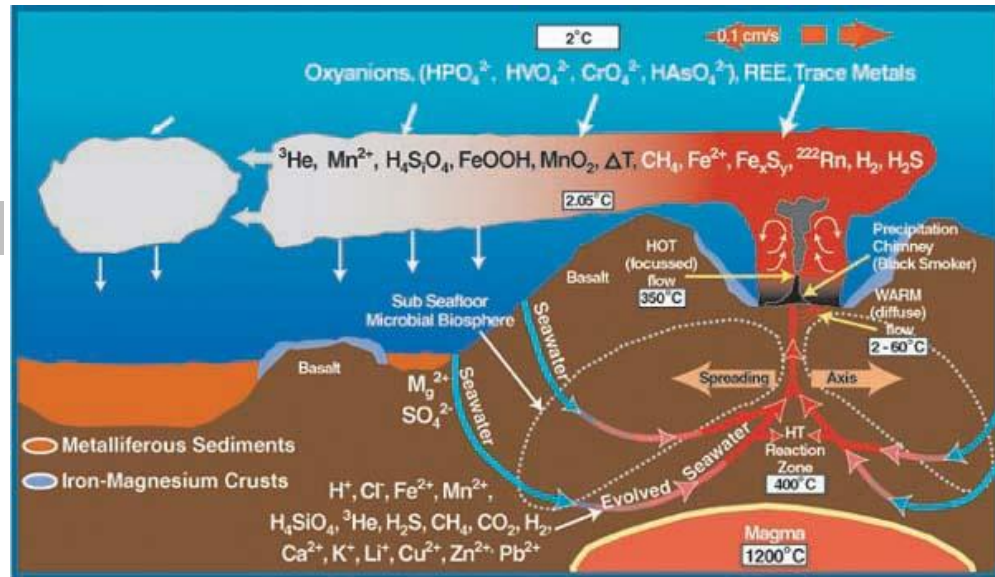 2°C
0.1 cm/s
Oxyanions, (HPO₄²⁻, HVO₄²⁻, CrO₄²⁻, HAsO₄²⁻), REE, Trace Metals
³He, Mn²⁺, H₄SiO₄, FeOOH, MnO₂, ΔT, CH₄, Fe²⁺, FeₓSᵧ, ²²²Rn, H₂, H₂S
2.05°C
HOT
(focussed)
flow
350°C
Precipitation
Chimney
(Black Smoker)
Basalt
WARM
(diffuse)
flow
2 - 60°C
Sub Seafloor
Microbial Biosphere
Basalt
Seawater
Seawater
Mg²⁺
SO₄²⁻
Spreading Axis
Metalliferous Sediments
Iron-Magnesium Crusts
HT
Reaction
Zone
400°C
Evolved Seawater
H⁺, Cl⁻, Fe²⁺, Mn²⁺,
H₄SiO₄, ³He, H₂S, CH₄, CO₂, H₂,
Ca²⁺, K⁺, Li⁺, Cu²⁺, Zn²⁺, Pb²⁺
Magma
1200°C